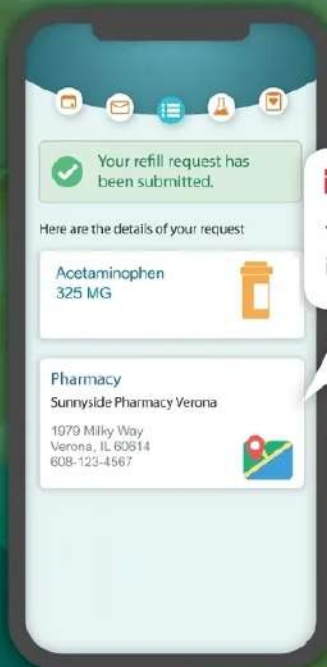 Your refill request has
been submitted.
Here are the details of your request
Acetaminophen
325 MG
Pharmacy
Sunnyside Pharmacy Verona
1979 Milky Way
Verona, IL 60614
608-123-4567